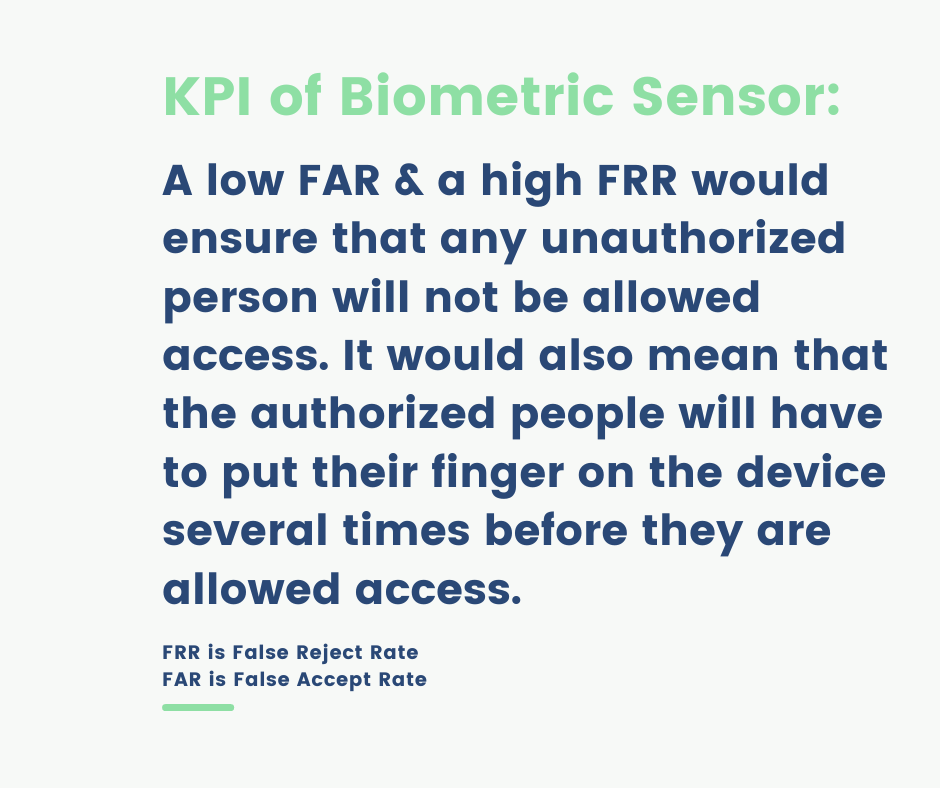 KPI of Biometric Sensor:
A low FAR & a high FRR would
ensure that any unauthorized
person will not be allowed
access. It would also mean that
the authorized people will have
to put their finger on the device
several times before they are
allowed access.
FRR is False Reject Rate
FAR is False Accept Rate